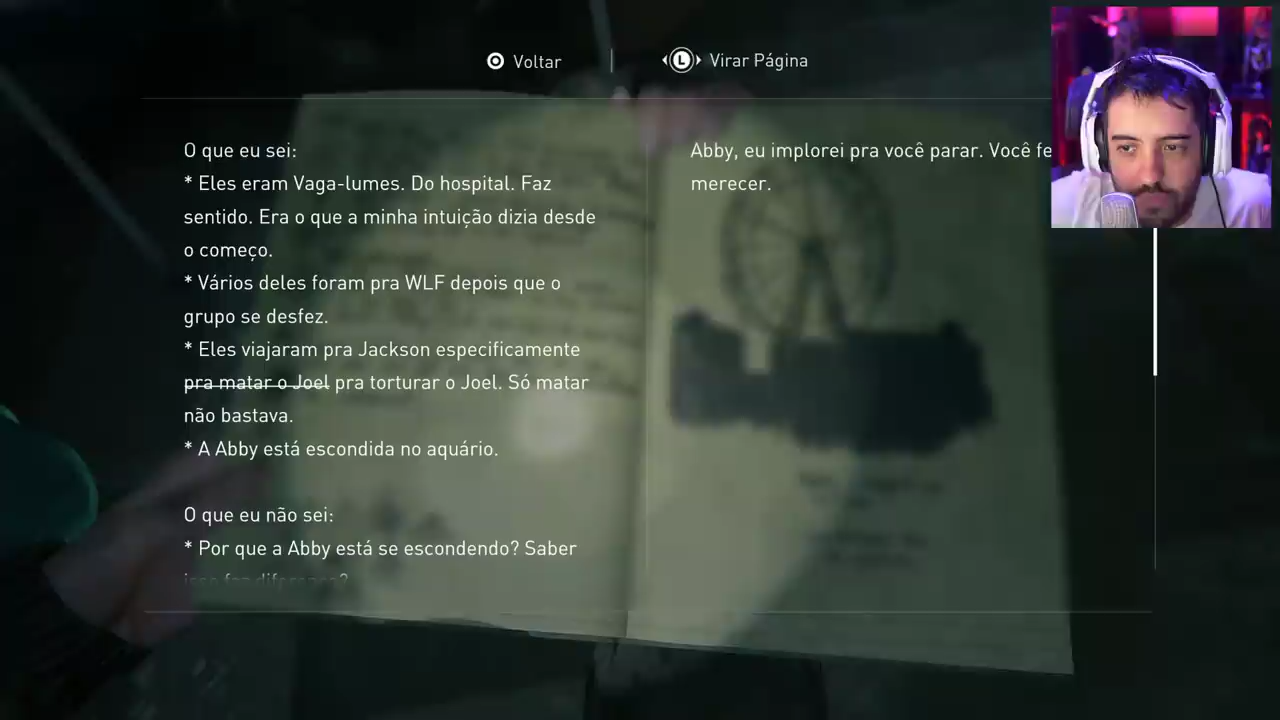 Voltar
L Virar Página
O que eu sei:
* Eles eram Vaga-lumes. Do hospital. Faz
sentido. Era o que a minha intuição dizia desde
o começo.
* Vários deles foram pra WLF depois que o
grupo se desfez.
* Eles viajaram pra Jackson especificamente
pra matar o Joel pra torturar o Joel. Só matar
não bastava.
* A Abby está escondida no aquário.
O que eu não sei:
* Por que a Abby está se escondendo? Saber
isso faz diferença?
Abby, eu implorei pra você parar. Você fe
merecer.